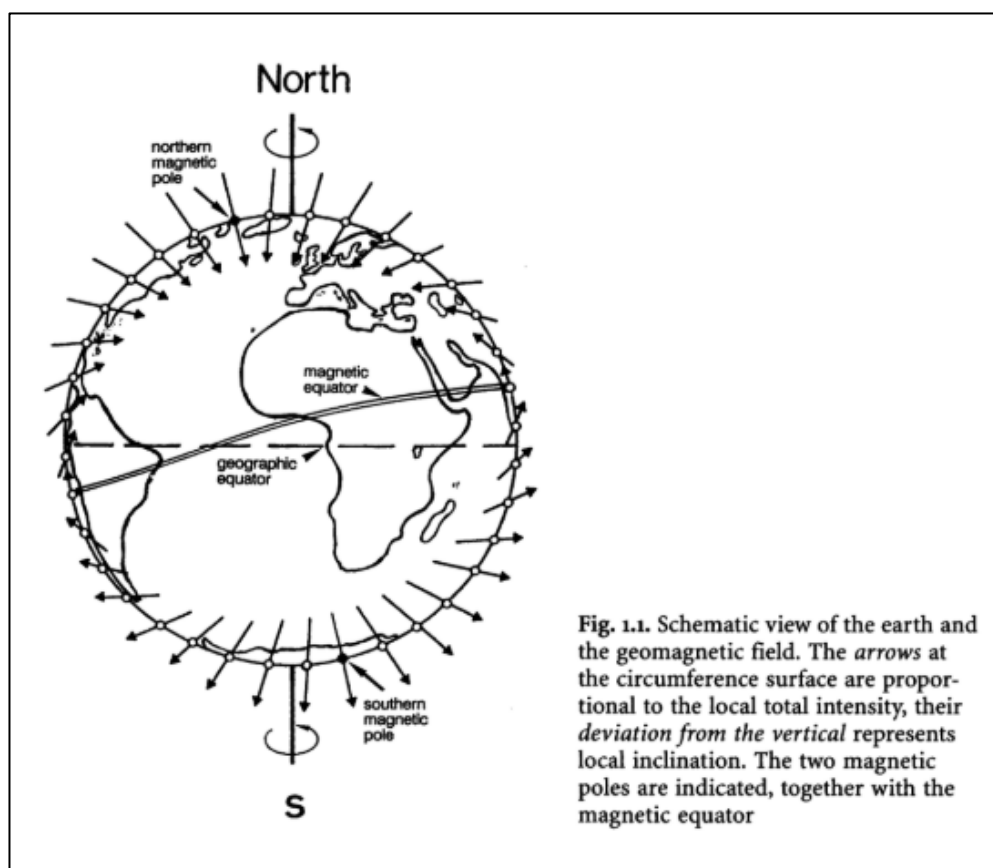 North
northern
magnetic
pole
magnetic
equator
geographic
equator
southern
magnetic
pole
S
Fig. 1.1. Schematic view of the earth and
the geomagnetic field. The arrows at
the circumference surface are propor-
tional to the local total intensity, their
deviation from the vertical represents
local inclination. The two magnetic
poles are indicated, together with the
magnetic equator